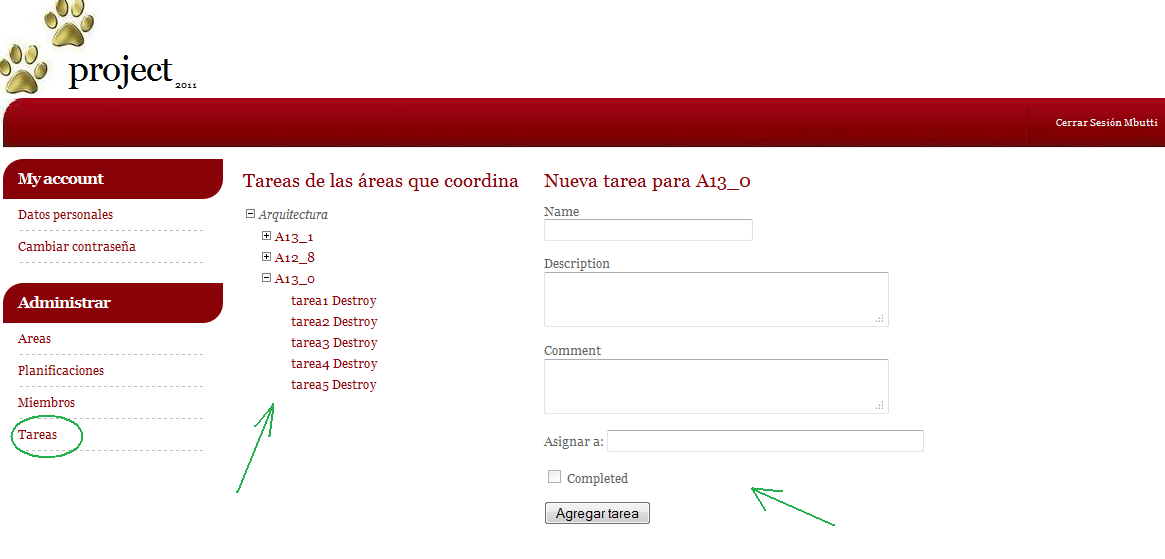 project 2011
Cerrar Sesión Mbutti
My account
Datos personales
Cambiar contraseña
Administrar
Areas
Planificaciones
Miembros
Tareas
Tareas de las áreas que coordina
Arquitectura
A13_1
A12_8
A13_0
tarea1 Destroy
tarea2 Destroy
tarea3 Destroy
tarea4 Destroy
tarea5 Destroy
Nueva tarea para A13_0
Name
Description
Comment
Asignar a:
Completed
Agregar tarea